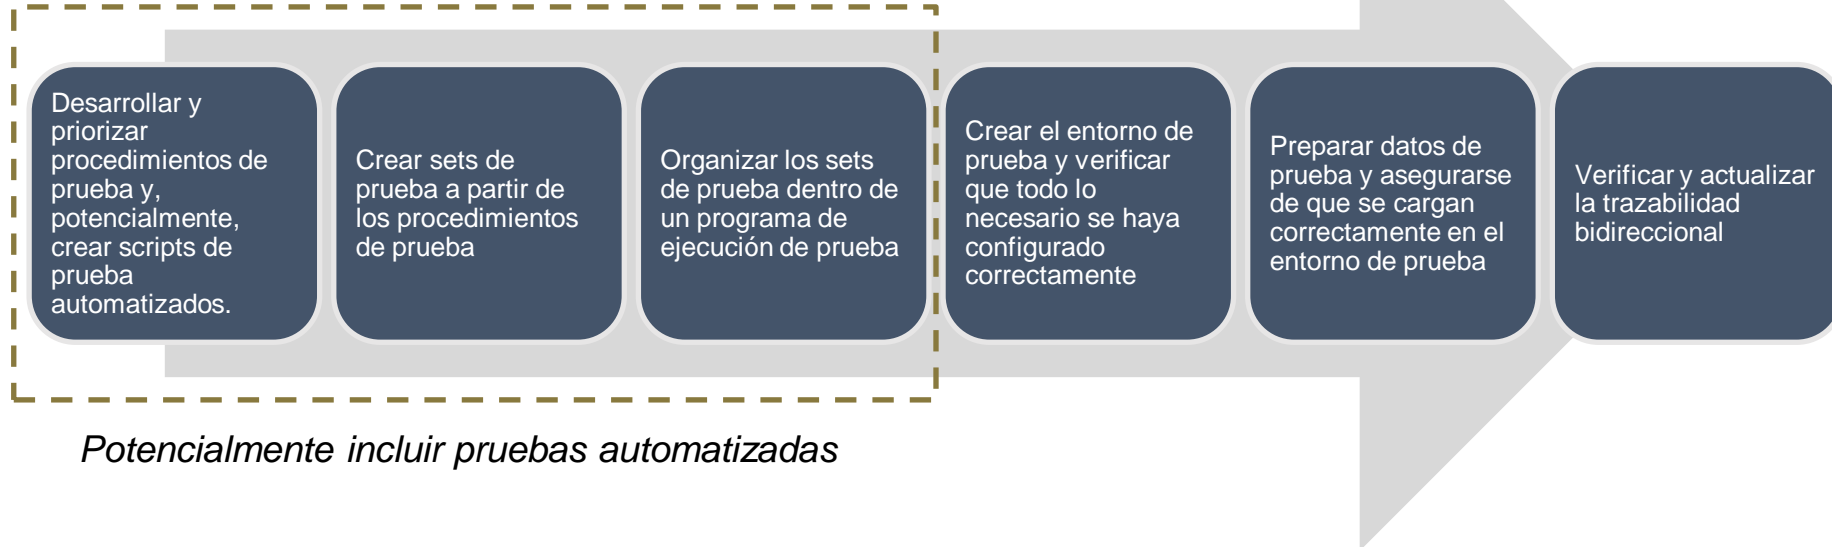 Desarrollar y
priorizar
procedimientos de
prueba y,
potencialmente,
crear scripts de
prueba
automatizados.
Crear sets de
prueba a partir de
los procedimientos
de prueba
Organizar los sets
de prueba dentro de
un programa de
ejecución de prueba
Crear el entorno de
prueba y verificar
que todo lo
necesario se haya
configurado
correctamente
Preparar datos de
prueba y asegurarse
de que se cargan
correctamente en el
entorno de prueba
Verificar y actualizar
la trazabilidad
bidireccional
Potencialmente incluir pruebas automatizadas